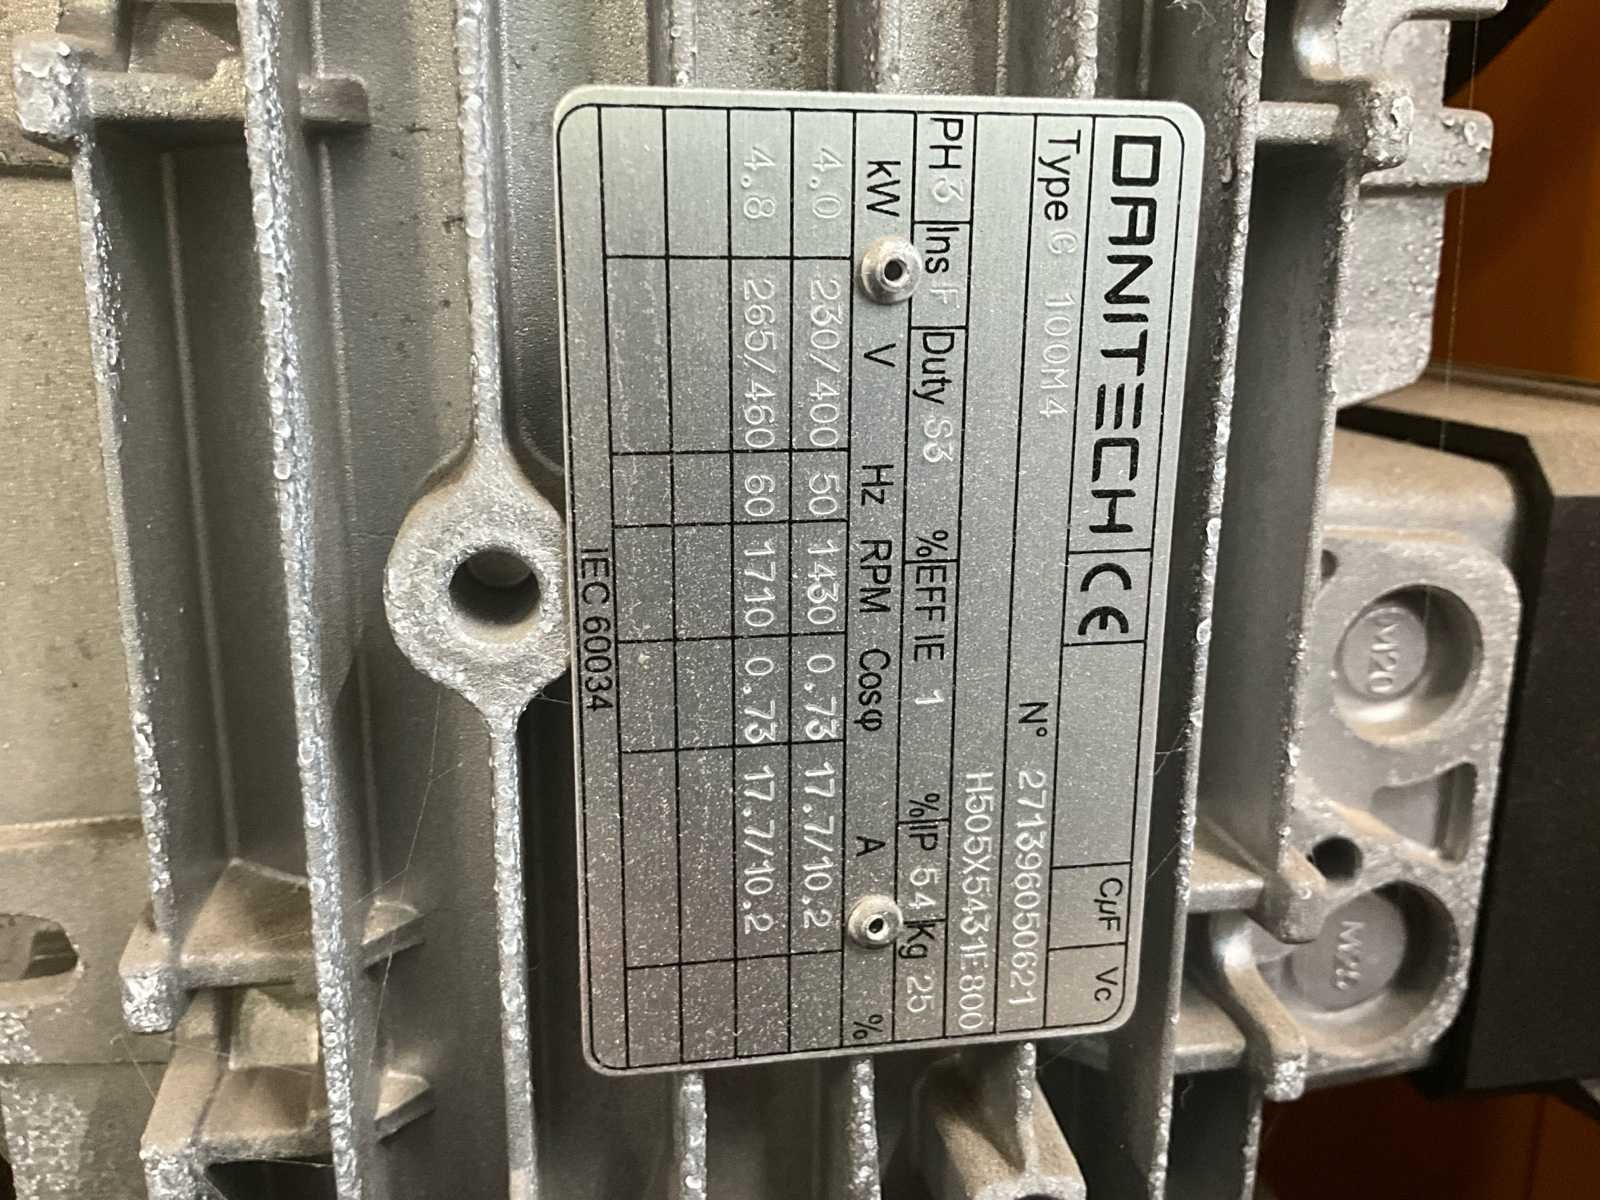 DANITECH CE CμF Vc
Type C 100M4 N° 271396050621
H505X5431E800
PH 3 Ins F Duty S3 % EFF IE 1 % IP 54 Kg 25
kW V Hz RPM Cosφ A %
4,0 230/400 50 1430 0,73 17.7/10.2
4,8 265/460 60 1710 0,73 17.7/10.2
IEC 60034
M20
M26